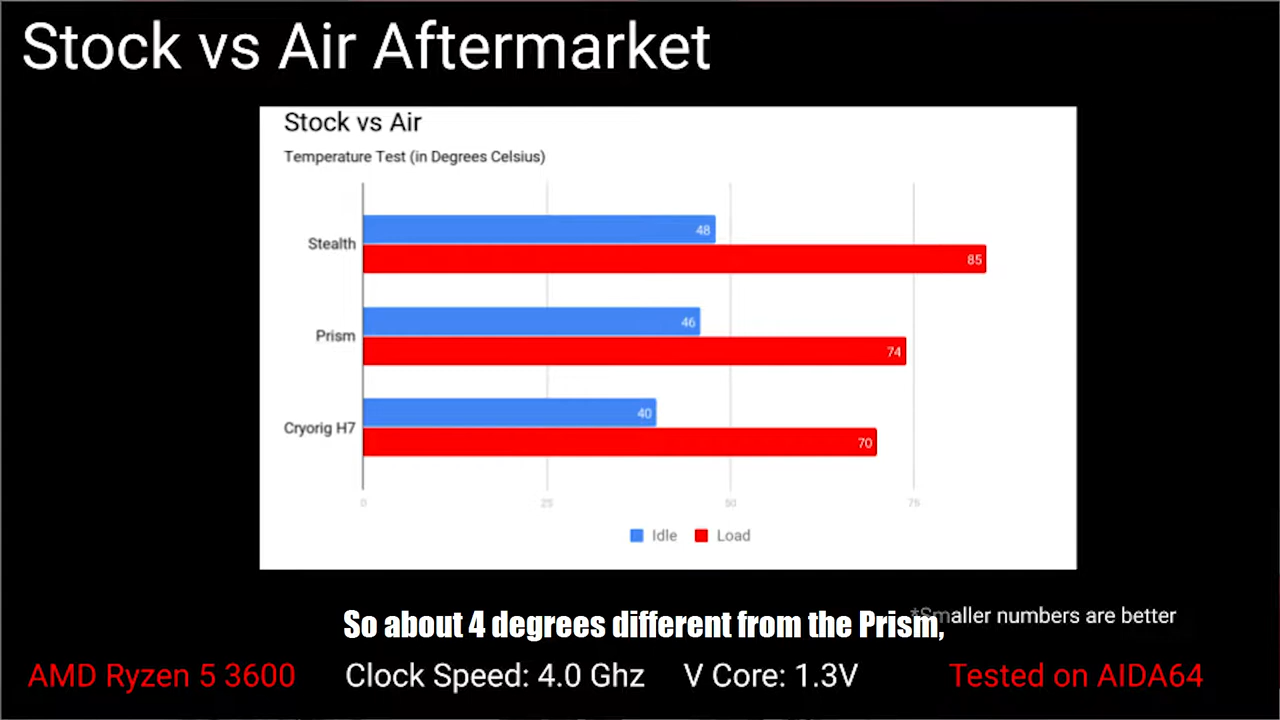 Stock vs Air Aftermarket
Stock vs Air
Temperature Test (in Degrees Celsius)
Stealth
48
85
Prism
46
74
Cryorig H7
40
70
0 25 50 75
Idle Load
*Smaller numbers are better
So about 4 degrees different from the Prism,
AMD Ryzen 5 3600 Clock Speed: 4.0 Ghz V Core: 1.3V Tested on AIDA64